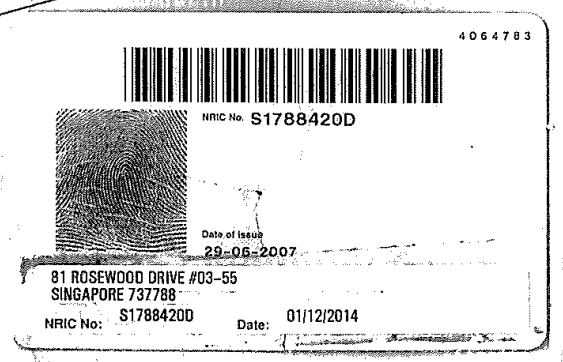 4064783
NRIC No. S1788420D
Date of Issue
29-06-2007
81 ROSEWOOD DRIVE #03-55
SINGAPORE 737788
NRIC No: S1788420D Date: 01/12/2014